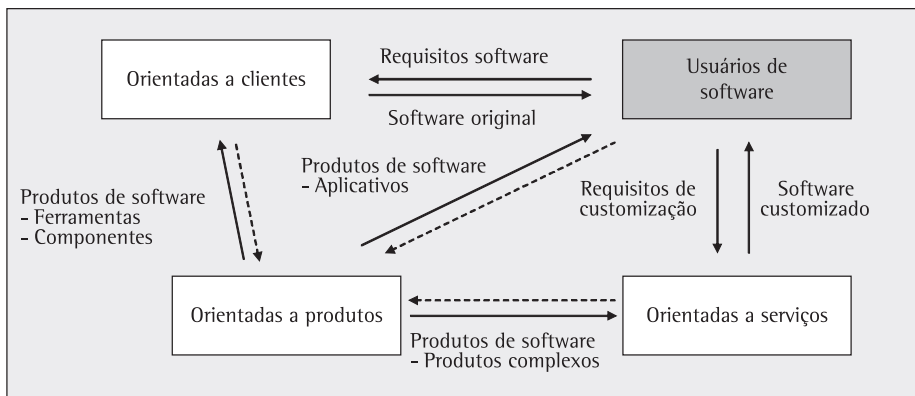 Orientadas a clientes
Requisitos software
Software original
Usuários de
software
Produtos de software
- Ferramentas
- Componentes
Produtos de software
- Aplicativos
Requisitos de
customização
Software
customizado
Orientadas a produtos
Produtos de software
- Produtos complexos
Orientadas a serviços